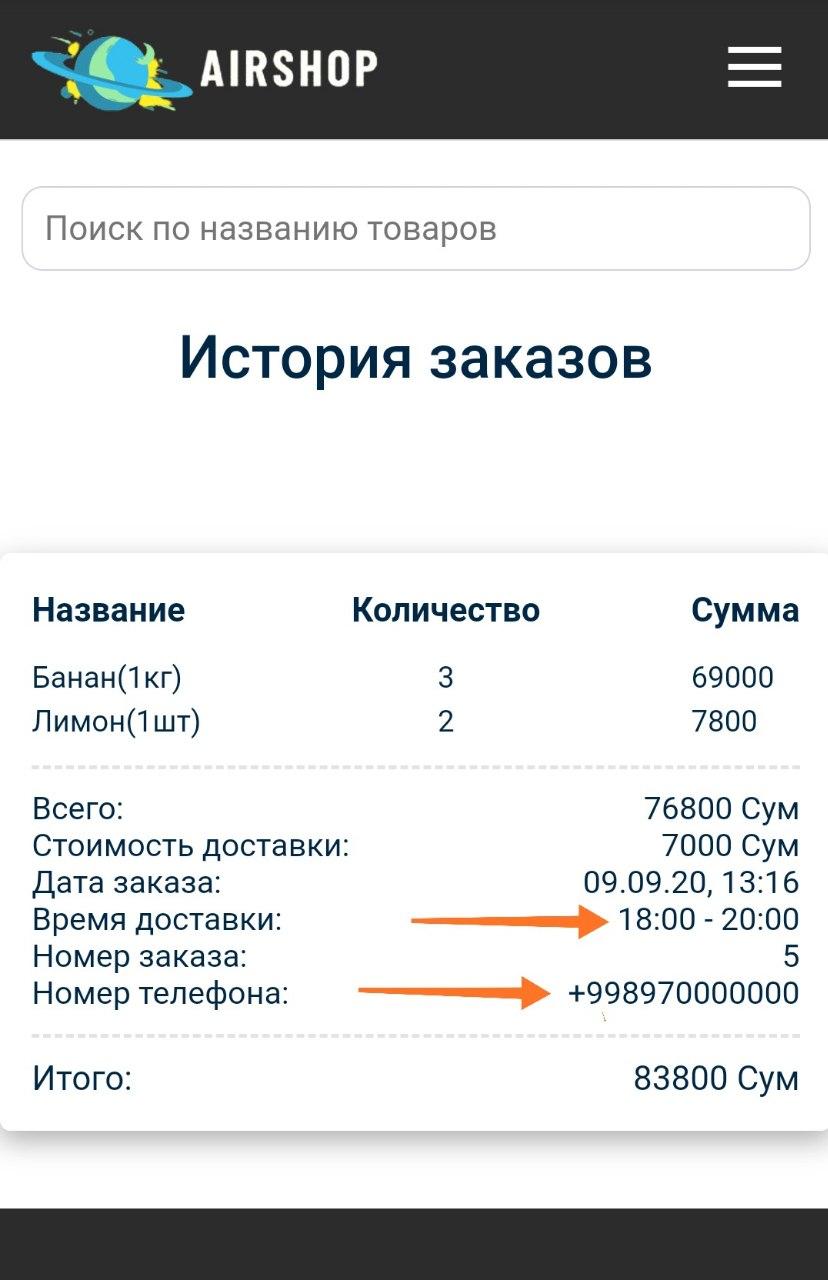 AIRSHOP
Поиск по названию товаров
История заказов
Название Количество Сумма
Банан(1кг) 3 69000
Лимон(1шт) 2 7800
Всего: 76800 Сум
Стоимость доставки: 7000 Сум
Дата заказа: 09.09.20, 13:16
Время доставки: 18:00 - 20:00
Номер заказа: 5
Номер телефона: +998970000000
Итого: 83800 Сум